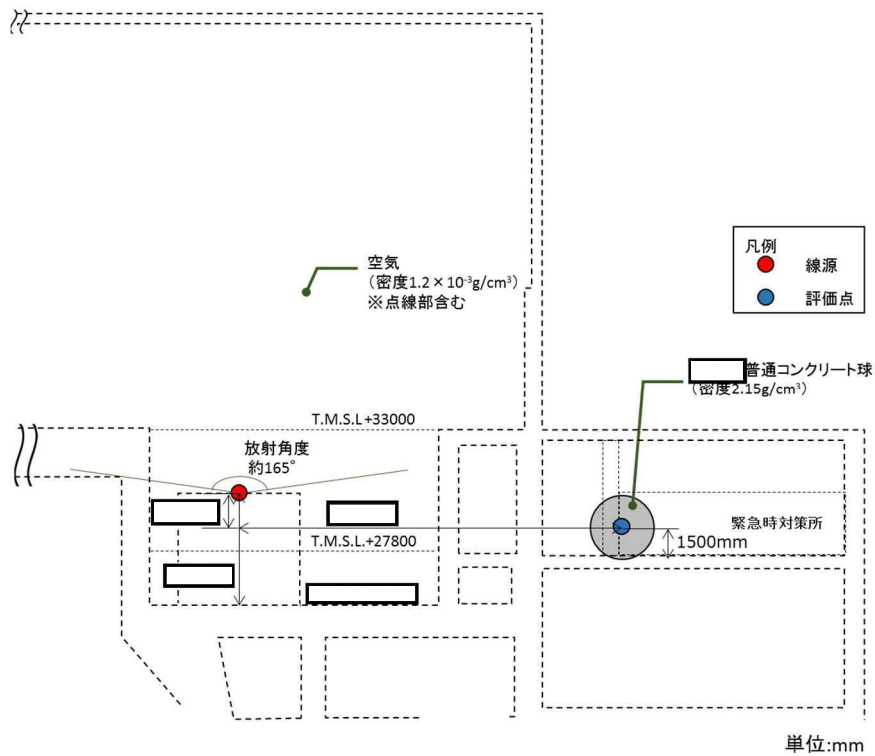 空気
(密度1.2×10⁻³g/cm³)
※点線部含む
凡例
線源
評価点
普通コンクリート球
(密度2.15g/cm³)
T.M.S.L+33000
放射角度
約165°
緊急時対策所
T.M.S.L.+27800
1500mm
単位:mm